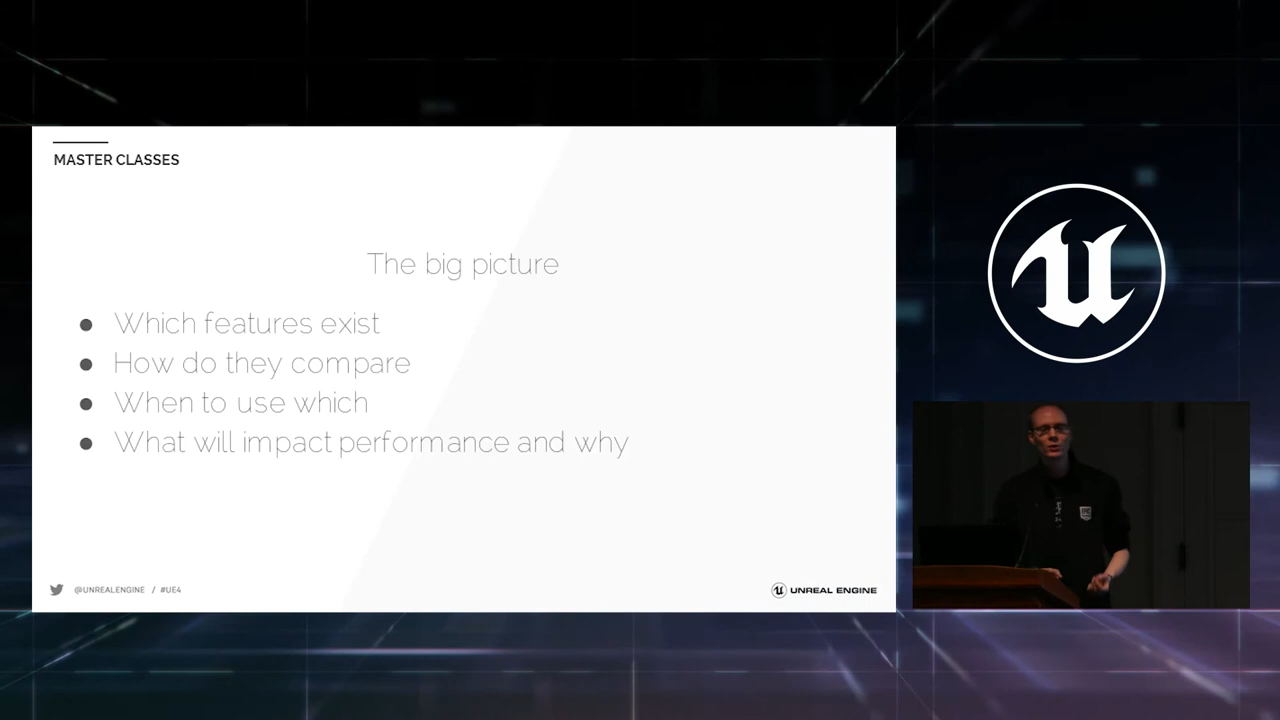 MASTER CLASSES
The big picture
● Which features exist
● How do they compare
● When to use which
● What will impact performance and why
@UNREALENGINE / #UE4
UNREAL ENGINE